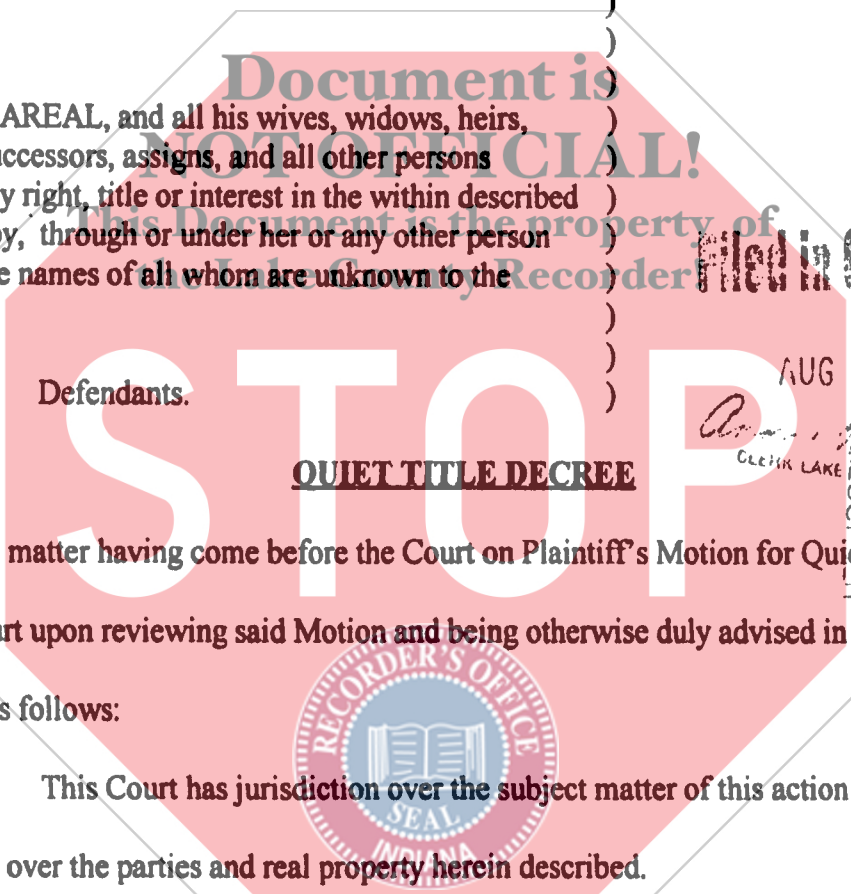 Document is
AREAL, and all his wives, widows, heirs, )
NOT OFFICIAL!
uccessors, assigns, and all other persons )
y right, title or interest in the within described )
This Document is the property of
by, through or under her or any other person )
the Lake County Recorder!
e names of all whom are unknown to the )
Filed in
)
)
Defendants. )
AUG
STOP
CLERK LAKE
QUIET TITLE DECREE
matter having come before the Court on Plaintiff's Motion for Qui
rt upon reviewing said Motion and being otherwise duly advised in
s follows:
RECORDER'S OFFICE
SEAL
INDIANA
This Court has jurisdiction over the subject matter of this action
over the parties and real property herein described.